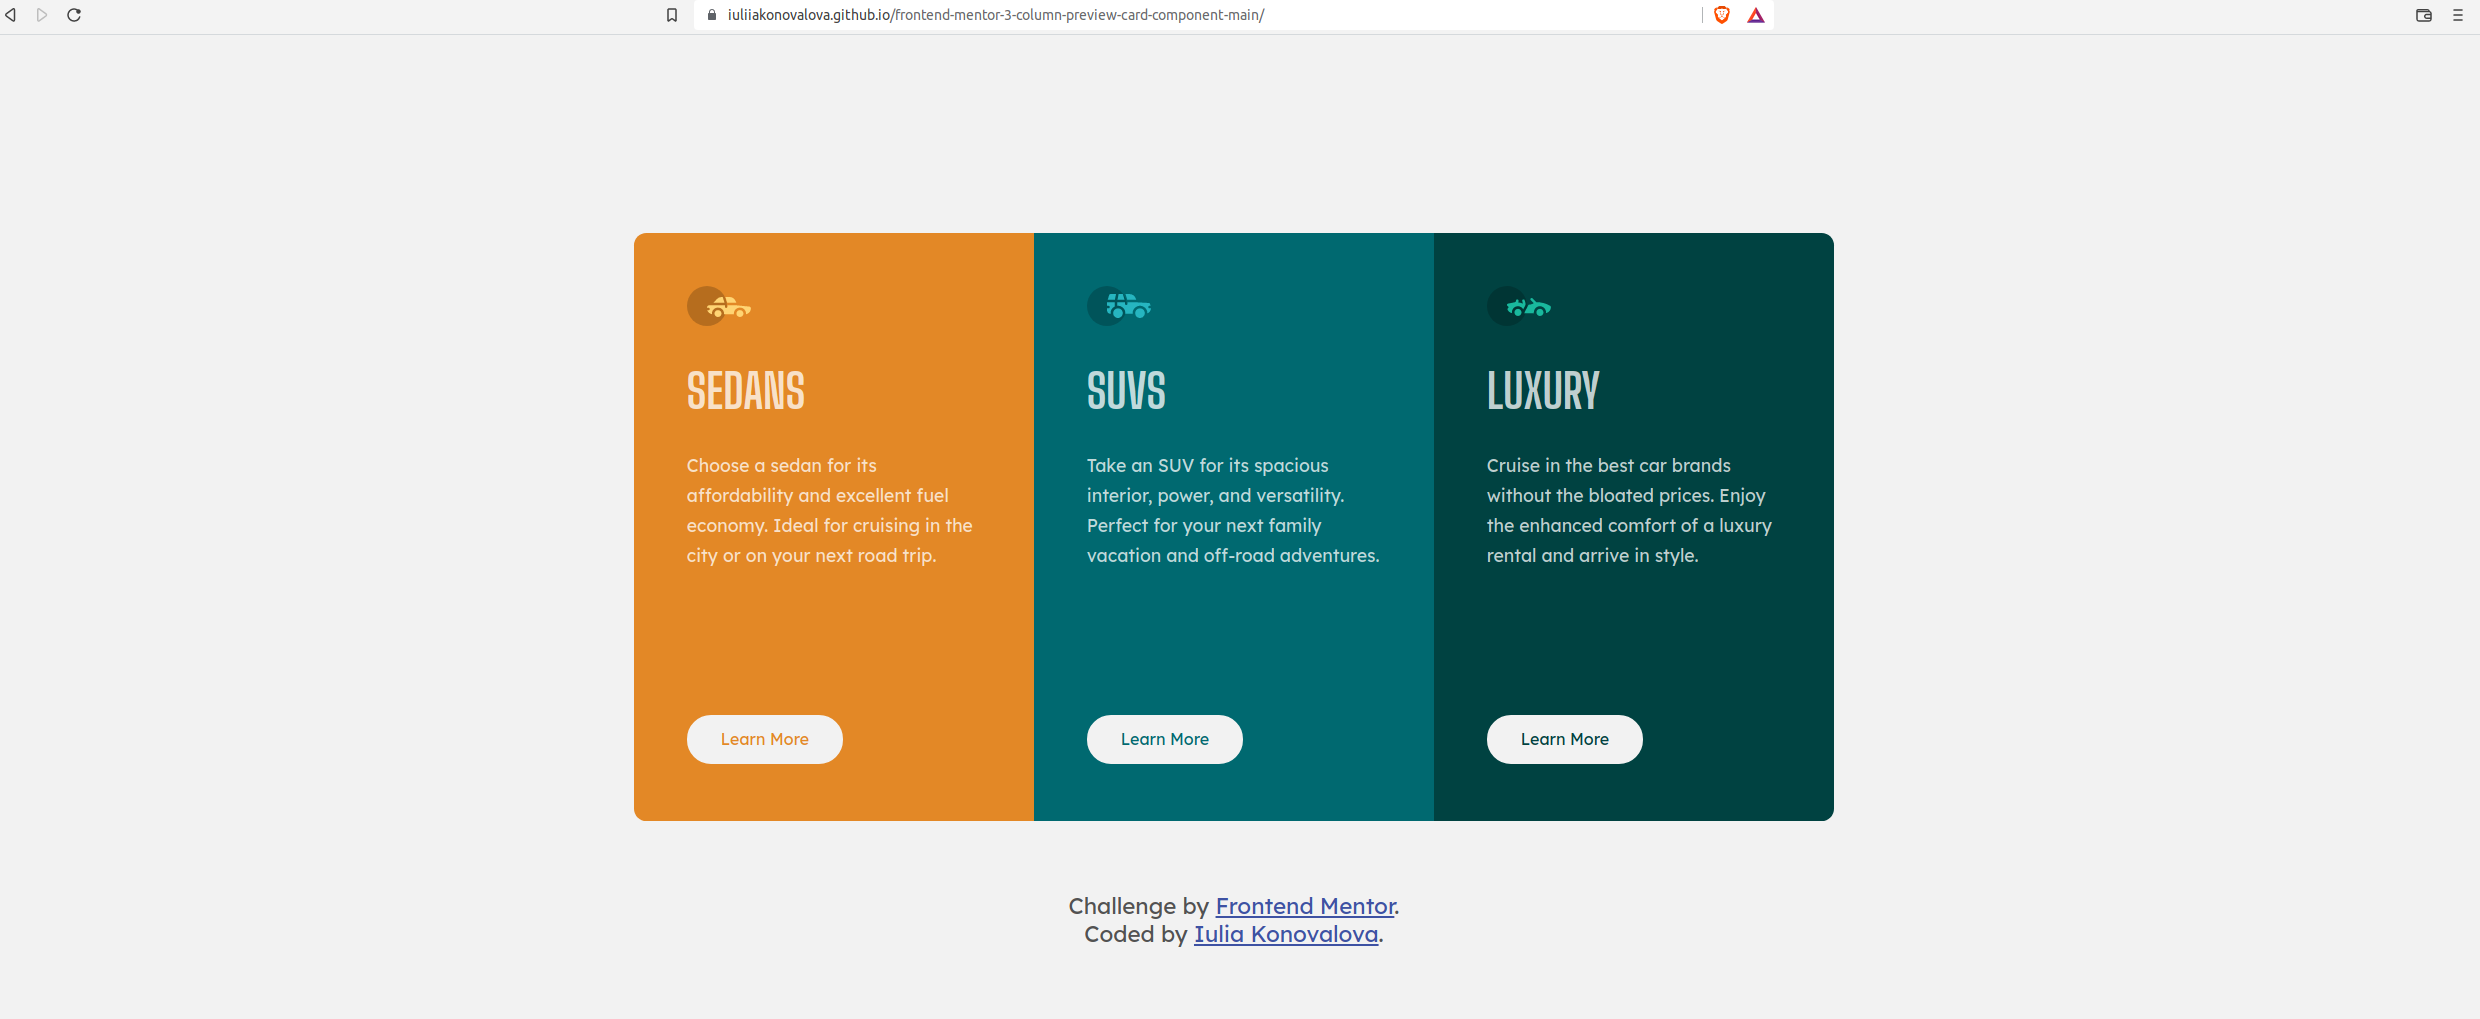 iuliiakonovalova.github.io/frontend-mentor-3-column-preview-card-component-main/
SEDANS
Choose a sedan for its
affordability and excellent fuel
economy. Ideal for cruising in the
city or on your next road trip.
Learn More
SUVS
Take an SUV for its spacious
interior, power, and versatility.
Perfect for your next family
vacation and off-road adventures.
Learn More
LUXURY
Cruise in the best car brands
without the bloated prices. Enjoy
the enhanced comfort of a luxury
rental and arrive in style.
Learn More
Challenge by Frontend Mentor.
Coded by Iulia Konovalova.